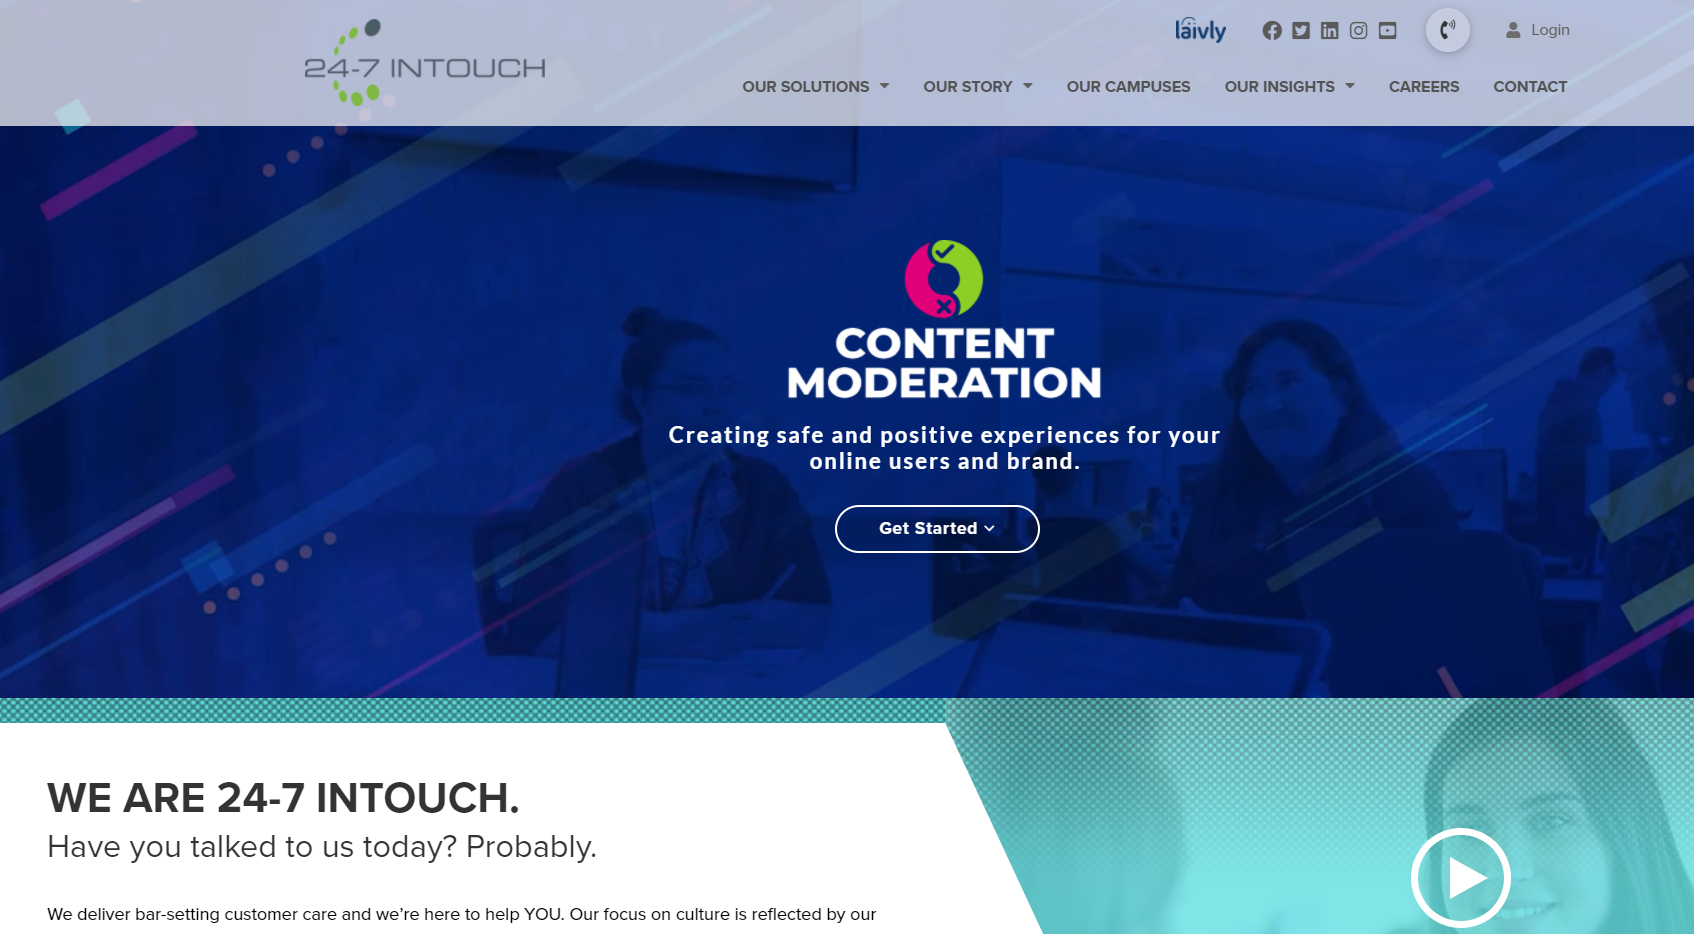 laivly
Login
24-7 INTOUCH
OUR SOLUTIONS
OUR STORY
OUR CAMPUSES
OUR INSIGHTS
CAREERS
CONTACT
CONTENT
MODERATION
Creating safe and positive experiences for your
online users and brand.
Get Started
WE ARE 24-7 INTOUCH.
Have you talked to us today? Probably.
We deliver bar-setting customer care and we’re here to help YOU. Our focus on culture is reflected by our